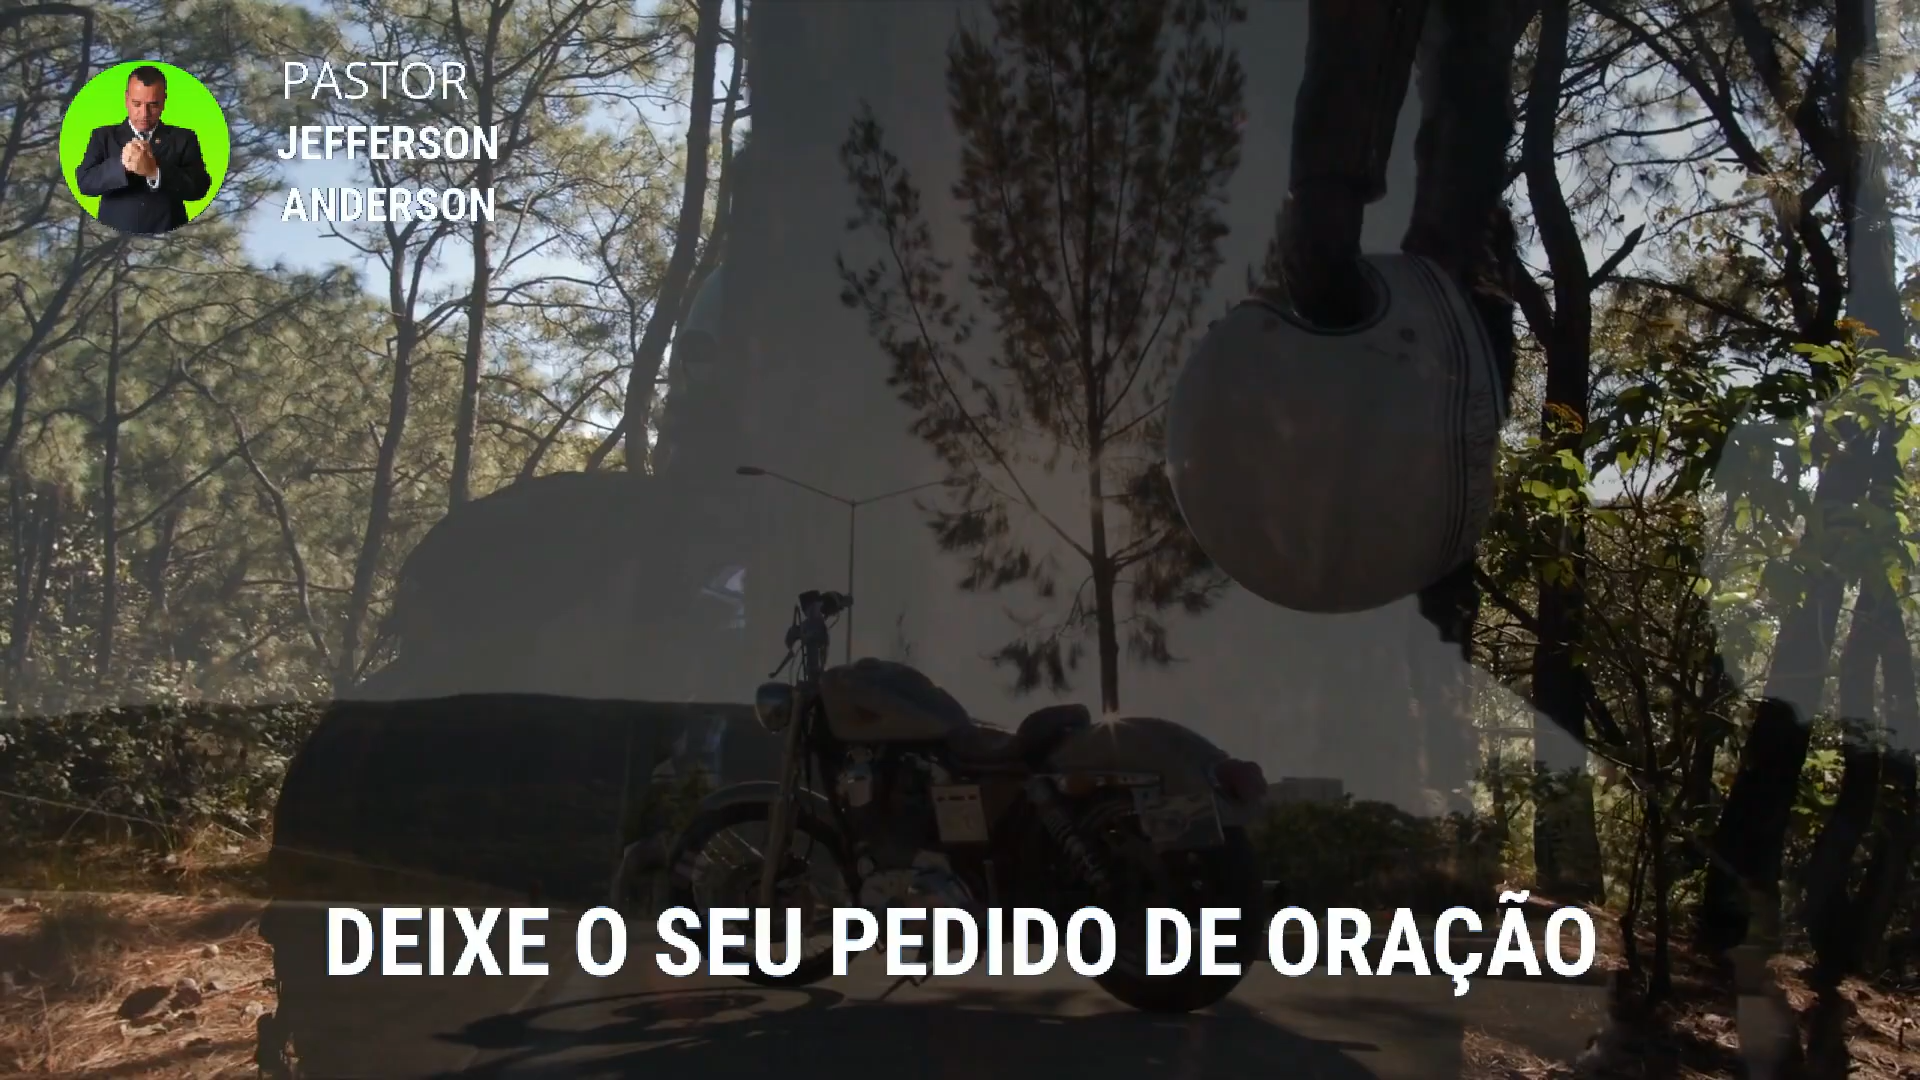 PASTOR
JEFFERSON
ANDERSON
DEIXE O SEU PEDIDO DE ORAÇÃO